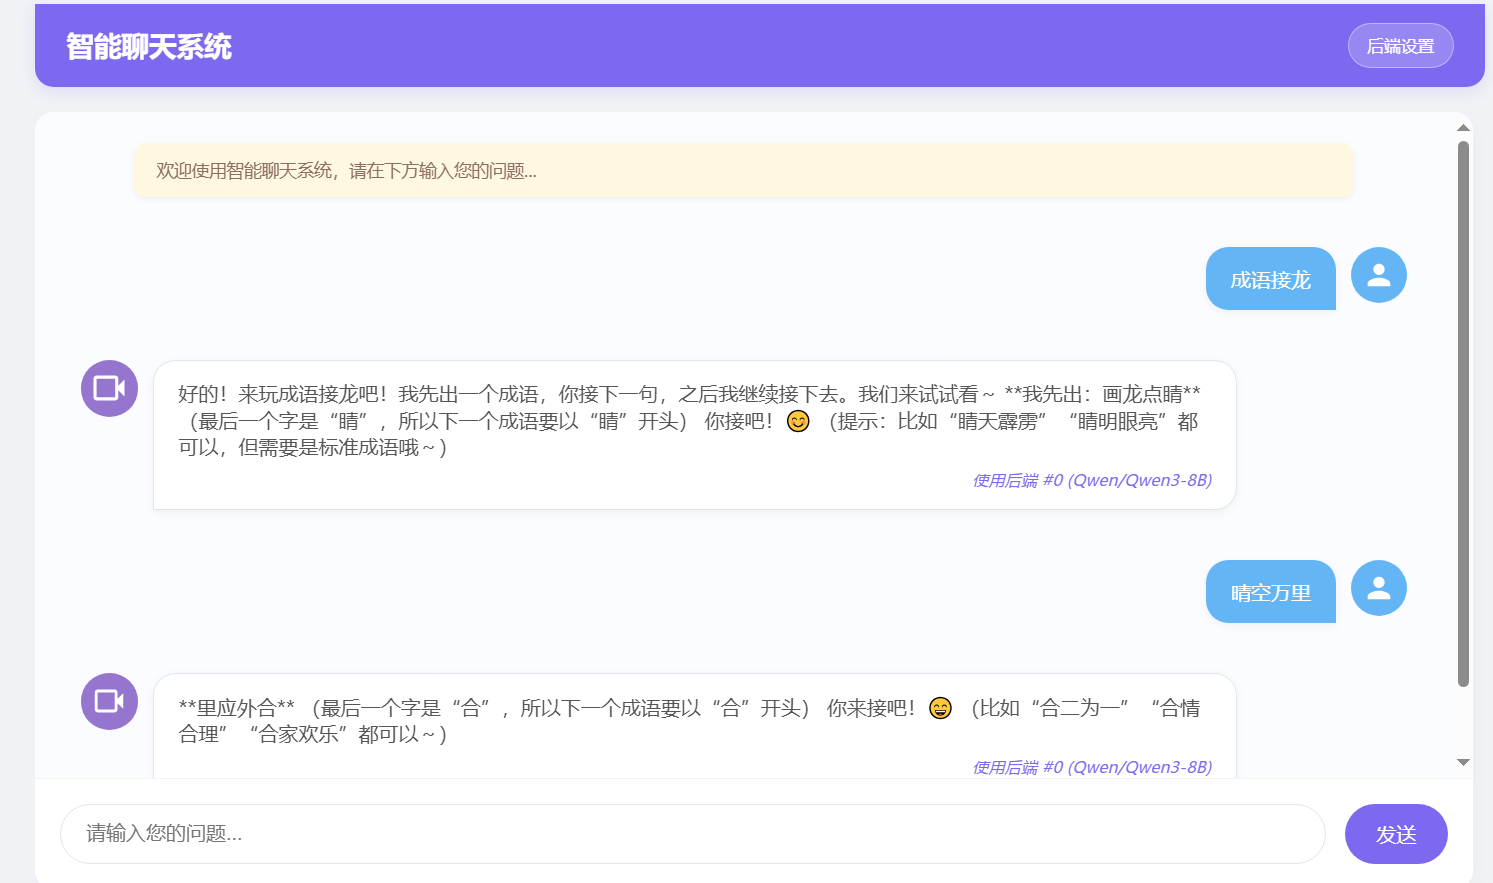 智能聊天系统
后端设置
欢迎使用智能聊天系统，请在下方输入您的问题...
成语接龙
好的！来玩成语接龙吧！我先出一个成语，你接下一句，之后我继续接下去。我们来试试看～ **我先出：画龙点睛**
（最后一个字是“睛”，所以下一个成语要以“睛”开头） 你接吧！😊 （提示：比如“睛天霹雳”“睛明眼亮”都
可以，但需要是标准成语哦～）
使用后端 #0 (Qwen/Qwen3-8B)
晴空万里
**里应外合** （最后一个字是“合”，所以下一个成语要以“合”开头） 你来接吧！😄 （比如“合二为一”“合情
合理”“合家欢乐”都可以～）
使用后端 #0 (Qwen/Qwen3-8B)
请输入您的问题...
发送